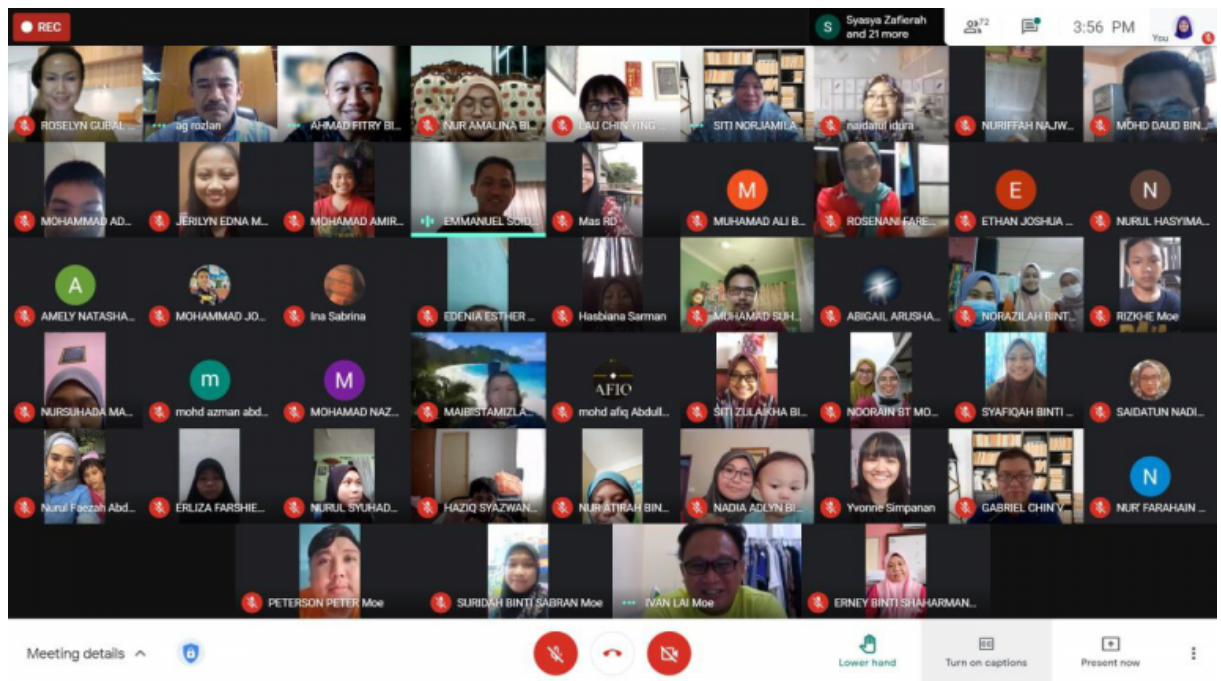 REC
S
Syasya Zafierah
and 21 more
72
3:56 PM
You
ROSELYN GUBAL ...
ag rozlan
AHMAD FITRY BI...
NUR AMALINA BI...
LAU CHIN YING ...
SITI NORJAMILA...
naidatul idura
NURIFFAH NAJW...
MOHD DAUD BIN...
MOHAMMAD AD...
JERILYN EDNA M...
MOHAMAD AMIR...
EMMANUEL SOID...
Mas RD
M
MUHAMAD ALI B...
ROSENANI FARE...
E
ETHAN JOSHUA ...
N
NURUL HASYIMA...
A
AMELY NATASHA...
MOHAMMAD JO...
Ina Sabrina
EDENIA ESTHER ...
Hasbiana Sarman
MUHAMAD SUH...
ABIGAIL ARUSHA...
NORAZILAH BINT...
RIZKHE Moe
NURSUHADA MA...
m
mohd azman abd...
M
MOHAMAD NAZ...
MAIBISTAMIZLA...
AFIQ
mohd afiq Abdull...
SITI ZULAIKHA BI...
NOORAIN BT MO...
SYAFIQAH BINTI ...
SAIDATUN NADI...
Nurul Faezah Abd...
ERLIZA FARSHIE...
NURUL SYUHAD...
HAZIQ SYAZWAN...
NUR ATIRAH BIN...
NADIA ADLYN BI...
Yvonne Simpanan
GABRIEL CHIN V...
N
NUR' FARAHAIN ...
PETERSON PETER Moe
SURIDAH BINTI SABRAN Moe
IVAN LAI Moe
ERNEY BINTI SHAHARMAN...
Meeting details
Lower hand
Turn on captions
Present now